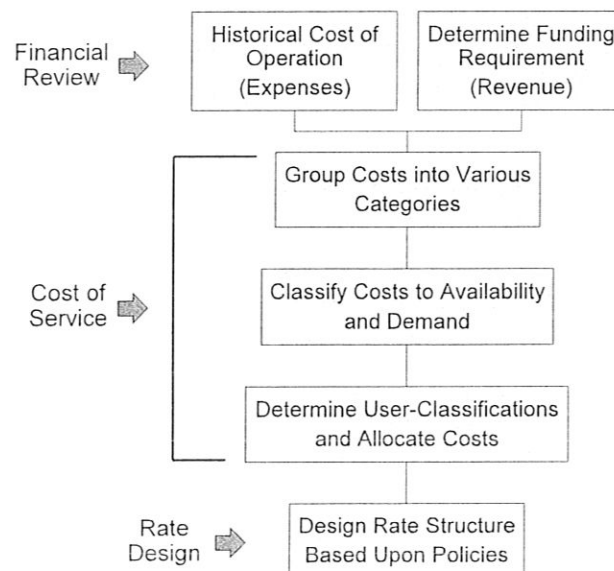 Financial
Review
Historical Cost of
Operation
(Expenses)
Determine Funding
Requirement
(Revenue)
Group Costs into Various
Categories
Cost of
Service
Classify Costs to Availability
and Demand
Determine User-Classifications
and Allocate Costs
Rate
Design
Design Rate Structure
Based Upon Policies